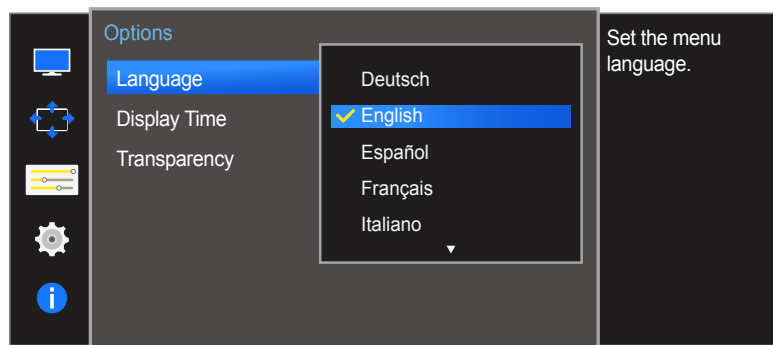 Options
Language
Display Time
Transparency
Deutsch
English
Español
Français
Italiano
Set the menu
language.